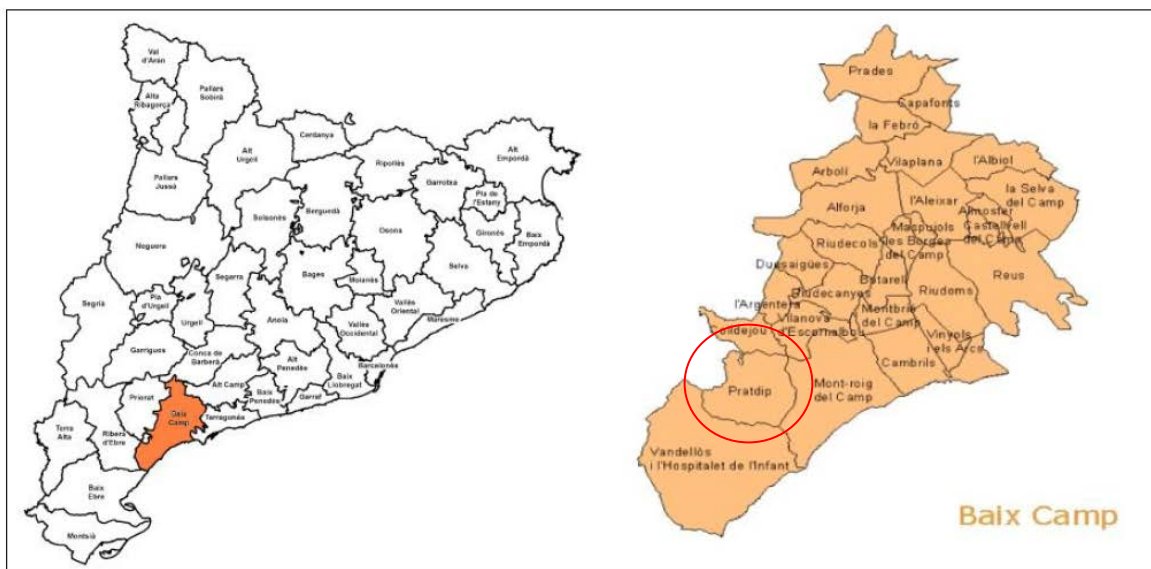 Val
d'Aran
Alta
Ribagorça
Pallars
Sobirà
Cerdanya
Alt
Urgell
Ripollès
Alt
Empordà
Pallars
Jussà
Garrotxa
Pla de
l'Estany
Solsonès
Berguedà
Osona
Gironès
Baix
Empordà
Noguera
Segarra
Bages
Moianès
Selva
Segrià
Pla
d'Urgell
Urgell
Anoia
Vallès
Oriental
Vallès
Occidental
Maresme
Garrigues
Conca de
Barberà
Alt
Penedès
Baix
Llobregat
Barcelonès
Alt Camp
Baix
Penedès
Garraf
Priorat
Baix
Camp
Tarragonès
Terra
Alta
Ribera
d'Ebre
Baix
Ebre
Montsià
Prades
Capafonts
la Febró
Vilaplana
l'Albiol
Arbolí
la Selva
del Camp
l'Aleixar
Alforja
Almoster
Castellvell
del Camp
Maspujols
les Borges
del Camp
Riudecols
Reus
Duesaigües
Botarell
Riudoms
Riudecanyes
l'Argentera
Vilanova
d'Escornalbou
Montbrió
del Camp
Colldejou
Vinyols
i els Arcs
Cambrils
Pratdip
Mont-roig
del Camp
Vandellòs
i l'Hospitalet de l'Infant
Baix Camp